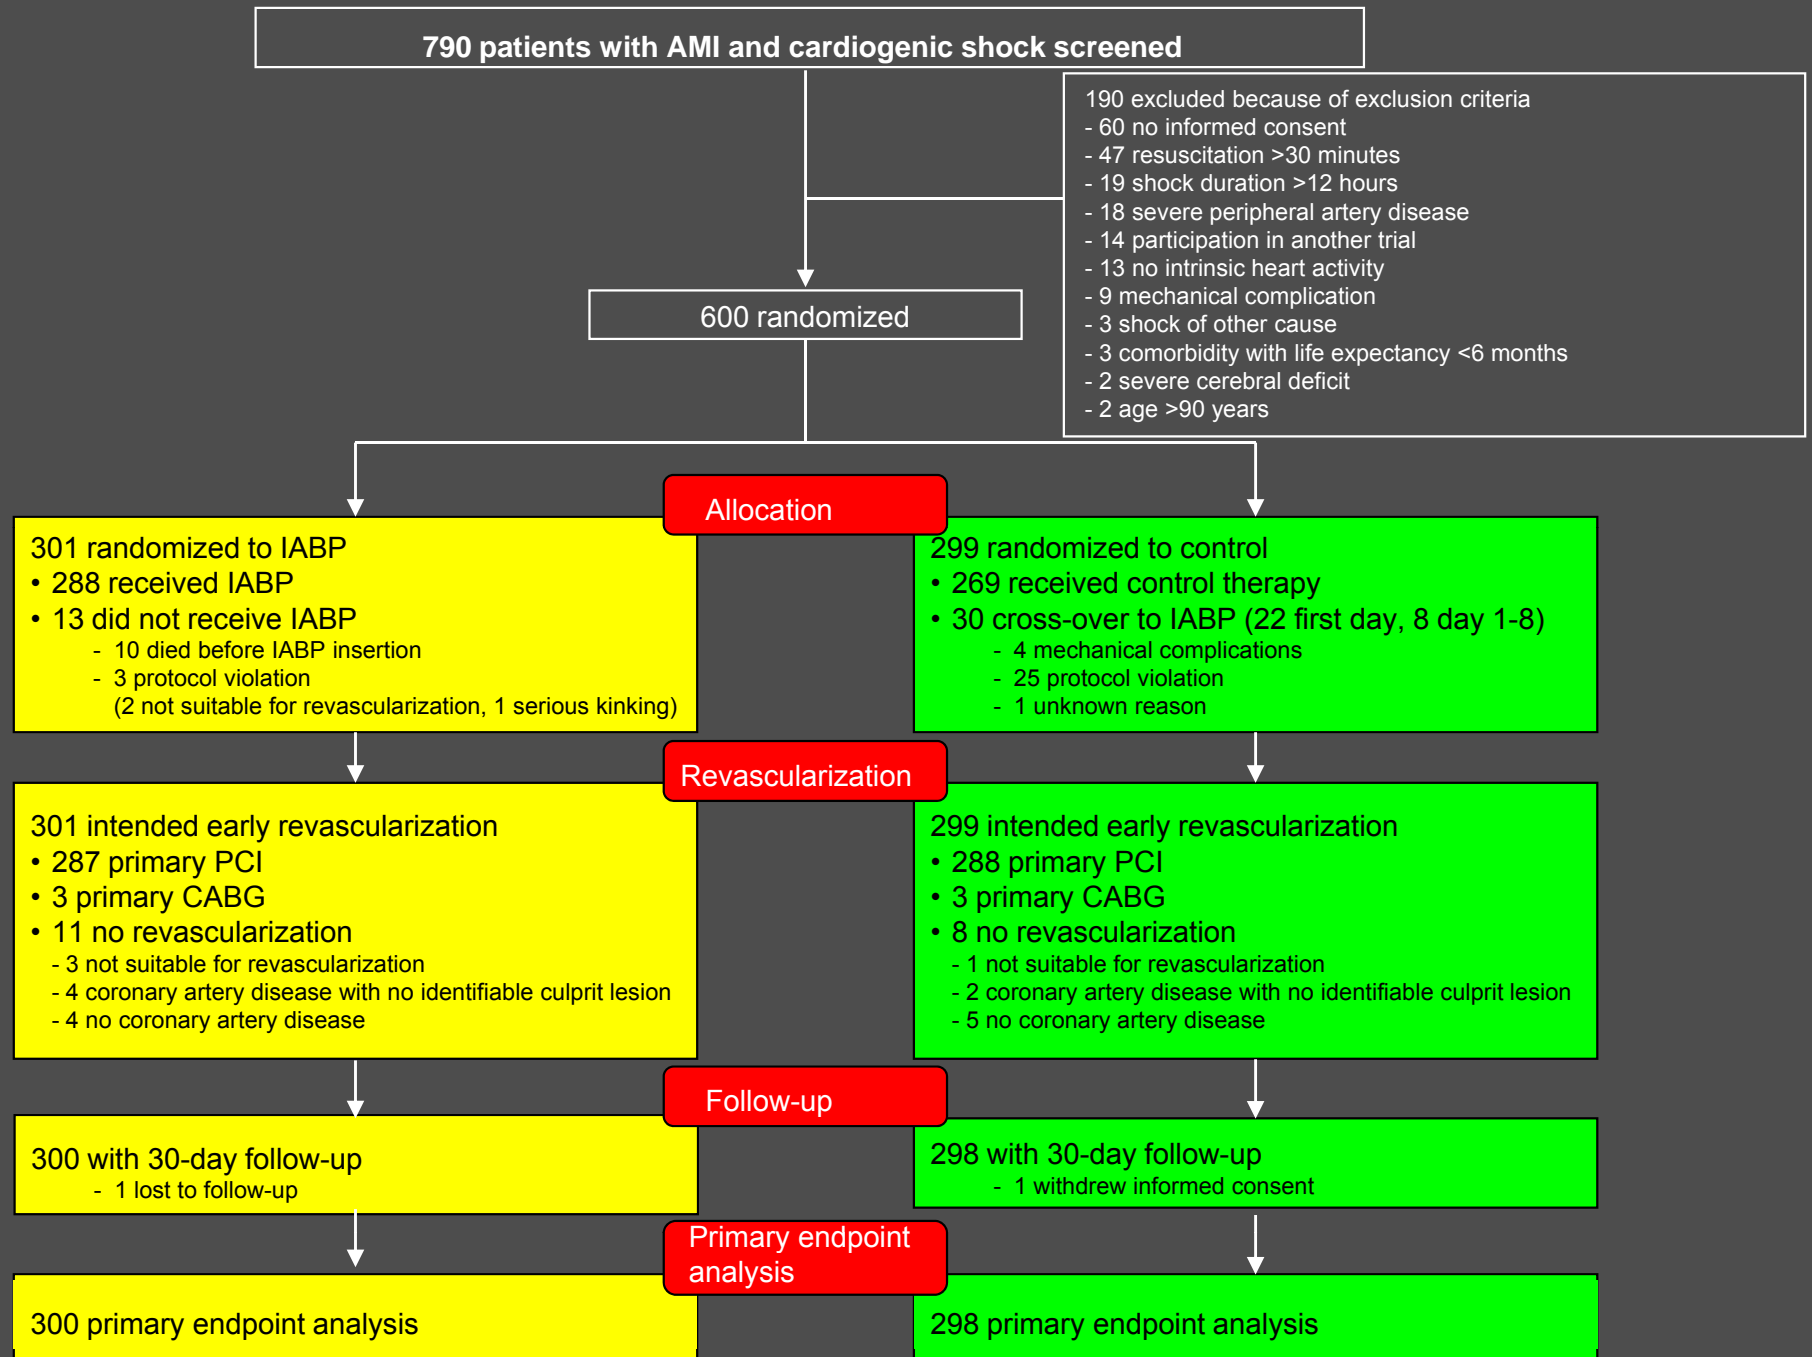 790 patients with AMI and cardiogenic shock screened
190 excluded because of exclusion criteria
- 60 no informed consent
- 47 resuscitation >30 minutes
- 19 shock duration >12 hours
- 18 severe peripheral artery disease
- 14 participation in another trial
- 13 no intrinsic heart activity
- 9 mechanical complication
- 3 shock of other cause
- 3 comorbidity with life expectancy <6 months
- 2 severe cerebral deficit
- 2 age >90 years
600 randomized
Allocation
301 randomized to IABP
• 288 received IABP
• 13 did not receive IABP
- 10 died before IABP insertion
- 3 protocol violation
(2 not suitable for revascularization, 1 serious kinking)
299 randomized to control
• 269 received control therapy
• 30 cross-over to IABP (22 first day, 8 day 1-8)
- 4 mechanical complications
- 25 protocol violation
- 1 unknown reason
Revascularization
301 intended early revascularization
• 287 primary PCI
• 3 primary CABG
• 11 no revascularization
- 3 not suitable for revascularization
- 4 coronary artery disease with no identifiable culprit lesion
- 4 no coronary artery disease
299 intended early revascularization
• 288 primary PCI
• 3 primary CABG
• 8 no revascularization
- 1 not suitable for revascularization
- 2 coronary artery disease with no identifiable culprit lesion
- 5 no coronary artery disease
Follow-up
300 with 30-day follow-up
- 1 lost to follow-up
298 with 30-day follow-up
- 1 withdrew informed consent
Primary endpoint
analysis
300 primary endpoint analysis
298 primary endpoint analysis